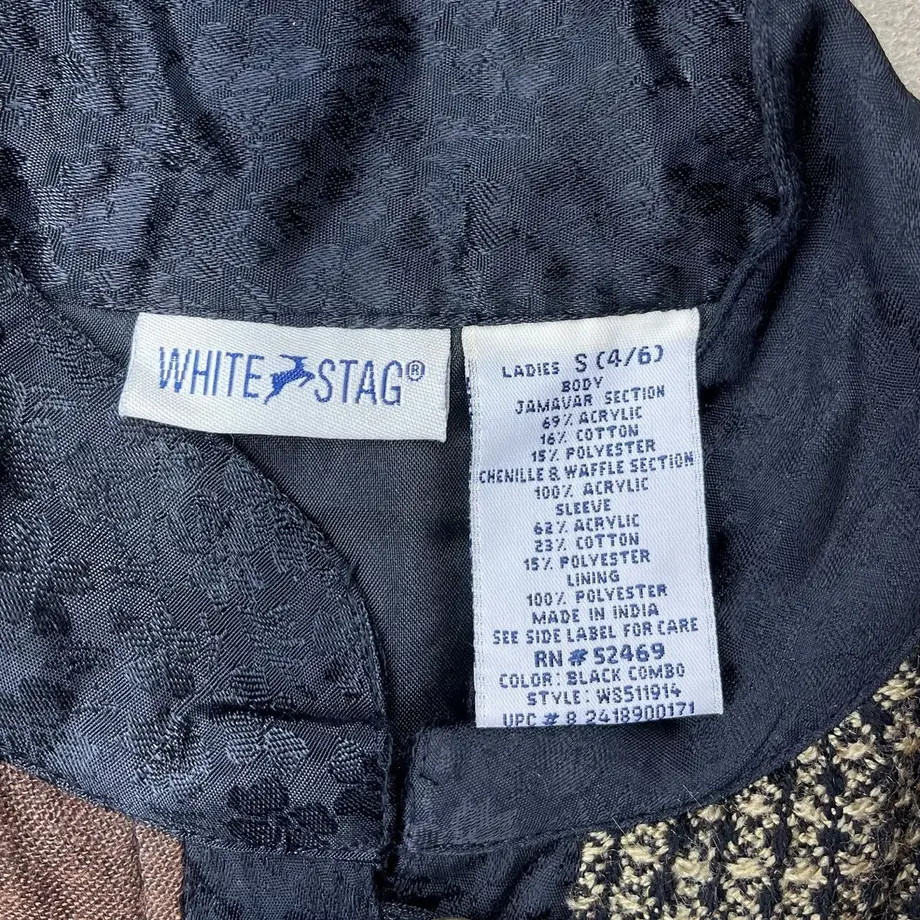 WHITE STAG®
LADIES S (4/6)
BODY
JAMAVAR SECTION
69% ACRYLIC
16% COTTON
15% POLYESTER
CHENILLE & WAFFLE SECTION
100% ACRYLIC
SLEEVE
62% ACRYLIC
23% COTTON
15% POLYESTER
LINING
100% POLYESTER
MADE IN INDIA
SEE SIDE LABEL FOR CARE
RN # 52469
COLOR: BLACK COMBO
STYLE: WS511914
UPC # 8 2418900171